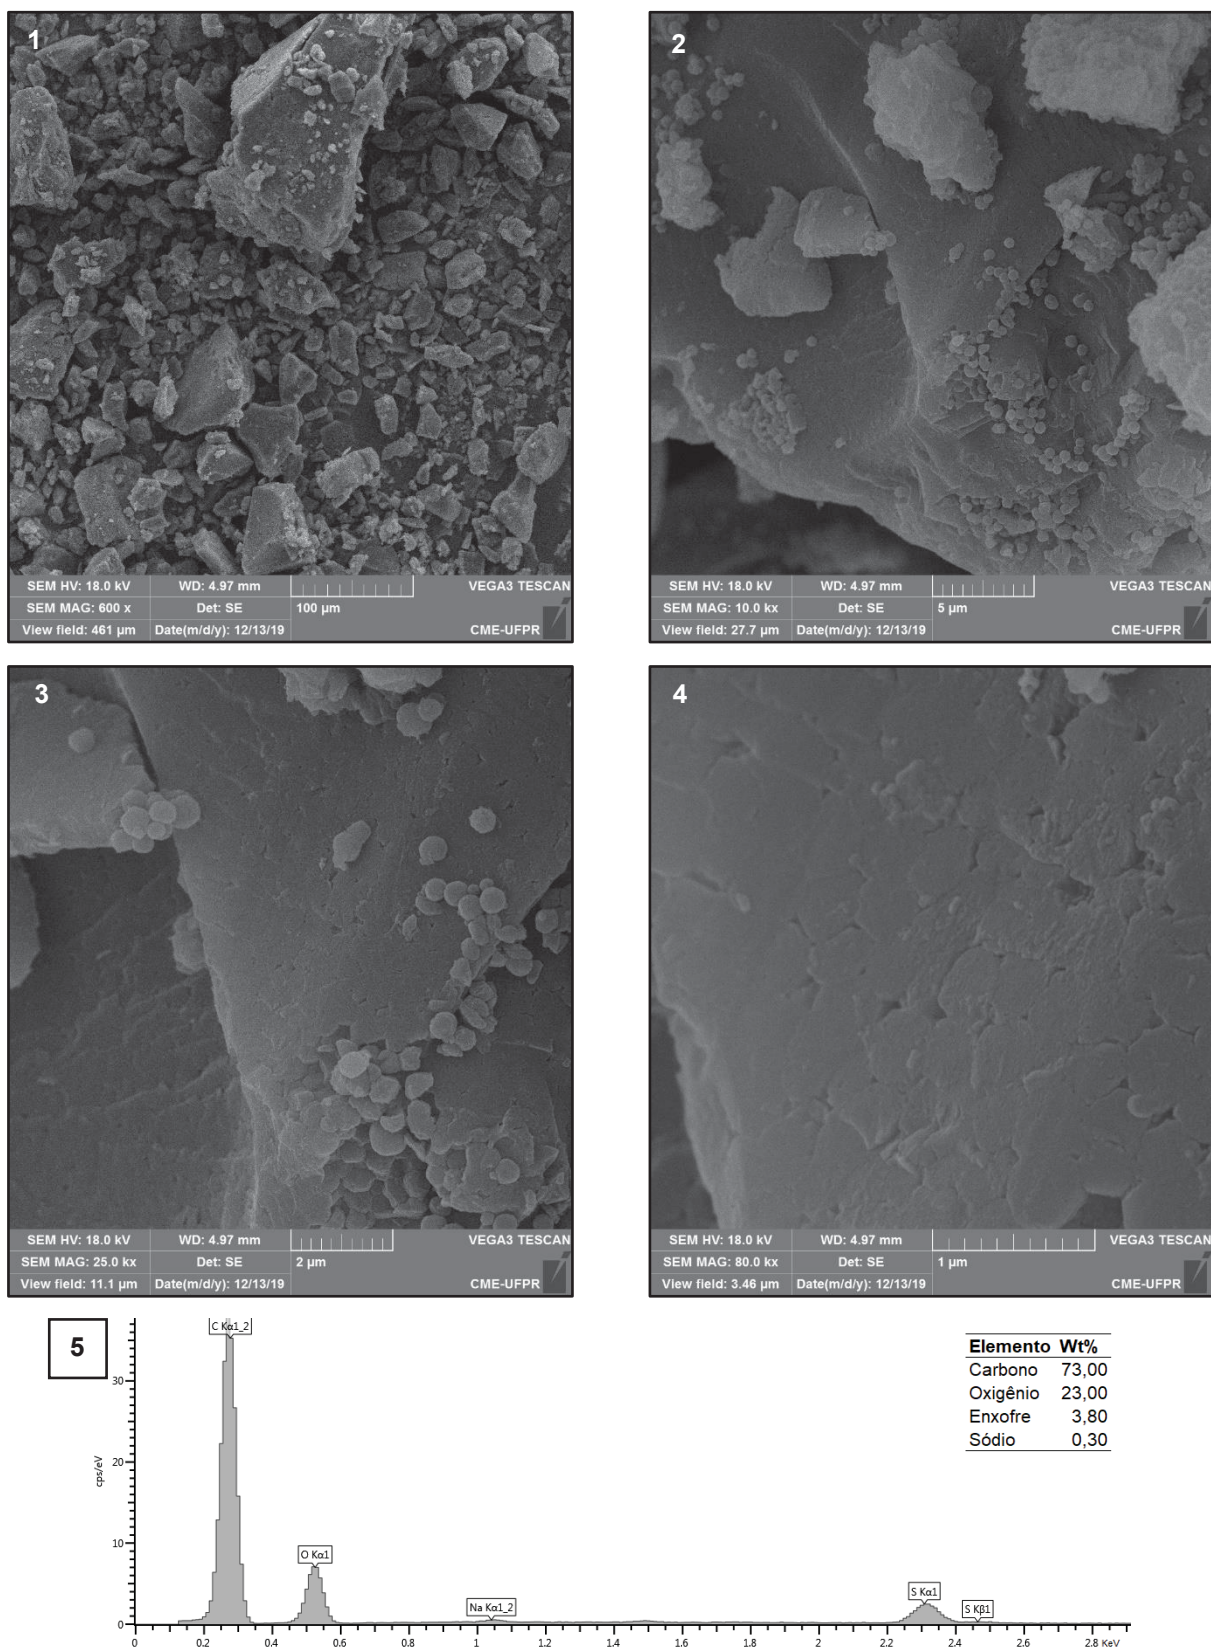 1
SEM HV: 18.0 kV WD: 4.97 mm VEGA3 TESCAN
SEM MAG: 600 x Det: SE 100 µm
View field: 461 µm Date(m/d/y): 12/13/19 CME-UFPR
2
SEM HV: 18.0 kV WD: 4.97 mm VEGA3 TESCAN
SEM MAG: 10.0 kx Det: SE 5 µm
View field: 27.7 µm Date(m/d/y): 12/13/19 CME-UFPR
3
SEM HV: 18.0 kV WD: 4.97 mm VEGA3 TESCAN
SEM MAG: 25.0 kx Det: SE 2 µm
View field: 11.1 µm Date(m/d/y): 12/13/19 CME-UFPR
4
SEM HV: 18.0 kV WD: 4.97 mm VEGA3 TESCAN
SEM MAG: 80.0 kx Det: SE 1 µm
View field: 3.46 µm Date(m/d/y): 12/13/19 CME-UFPR
5
C Kα1_2
O Kα1
Na Kα1_2
S Kα1
S Kβ1
cps/eV
30
20
10
0
0 0.2 0.4 0.6 0.8 1 1.2 1.4 1.6 1.8 2 2.2 2.4 2.6 2.8 KeV
Elemento Wt%
Carbono 73,00
Oxigênio 23,00
Enxofre 3,80
Sódio 0,30